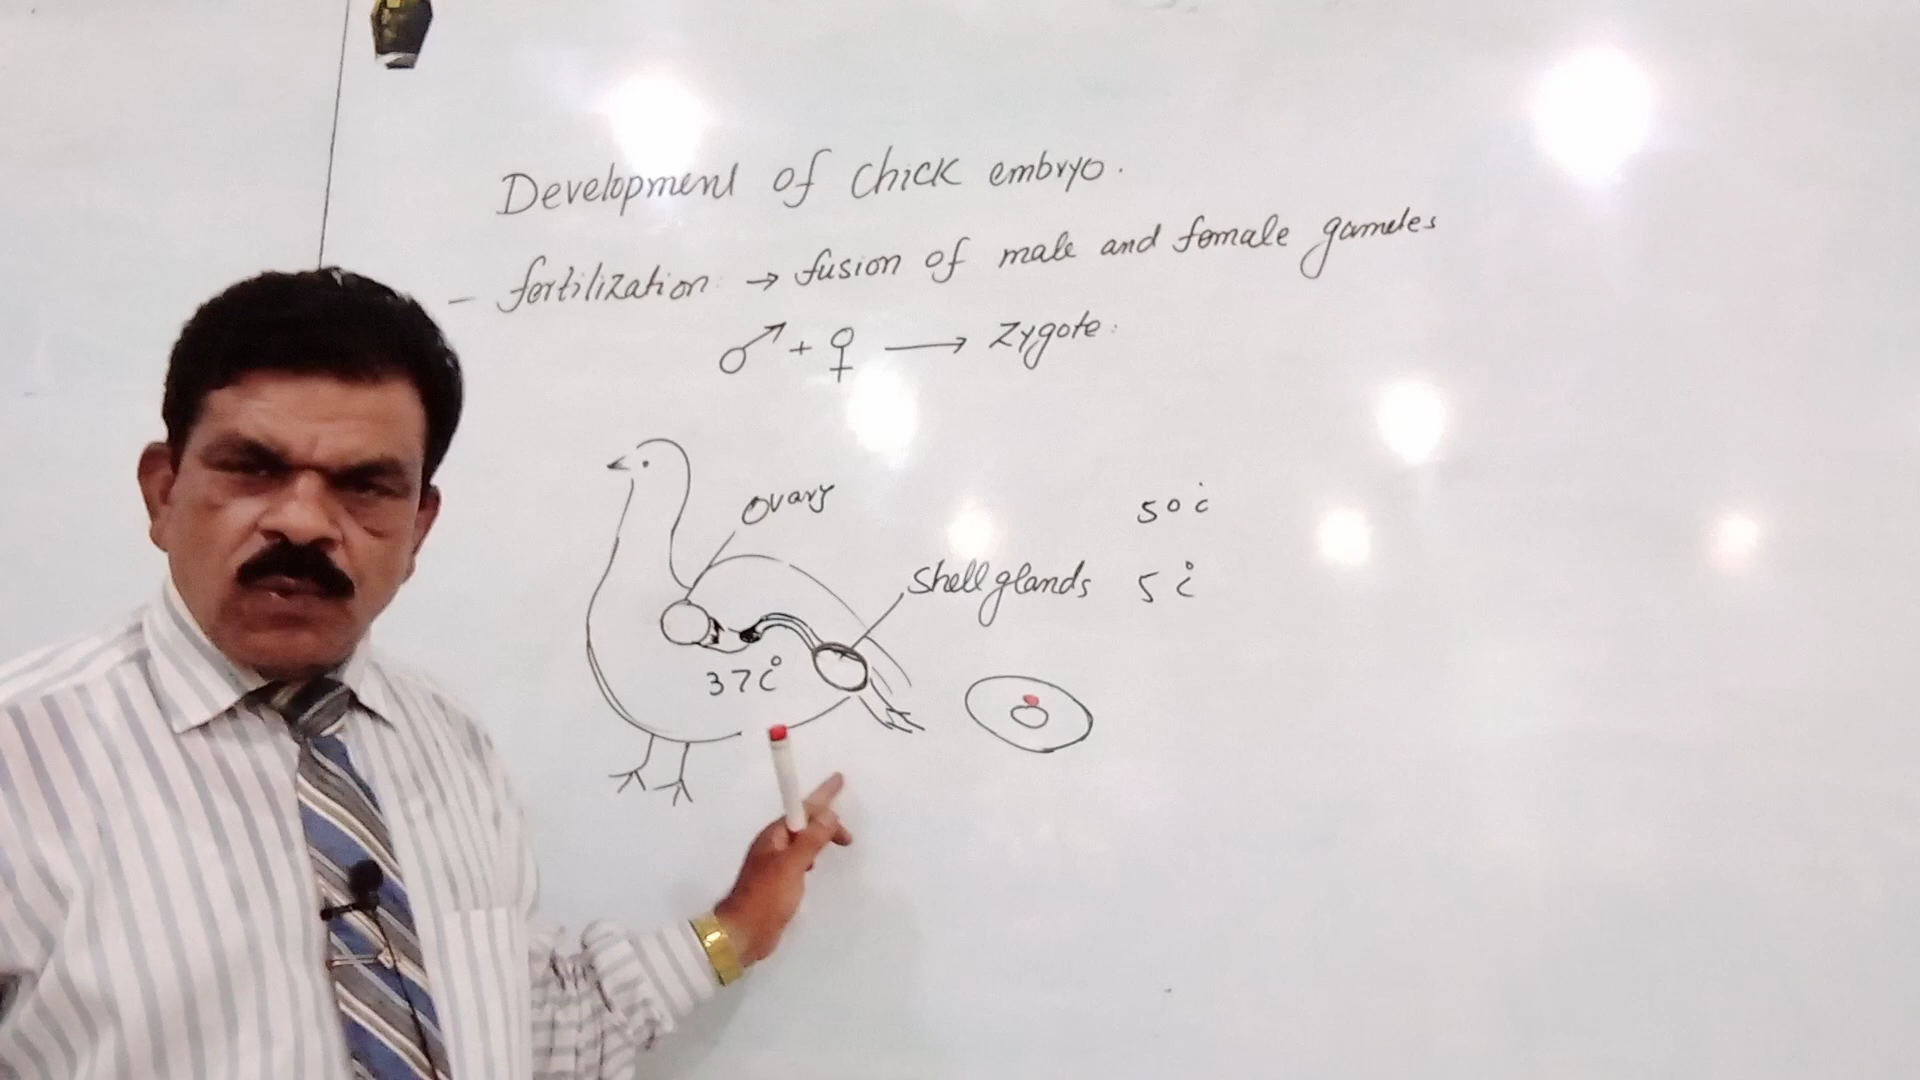 Development of chick embryo.
- fertilization → fusion of male and female gametes
♂ + ♀ → Zygote.
ovary
50°C
Shell glands 5°C
37°C